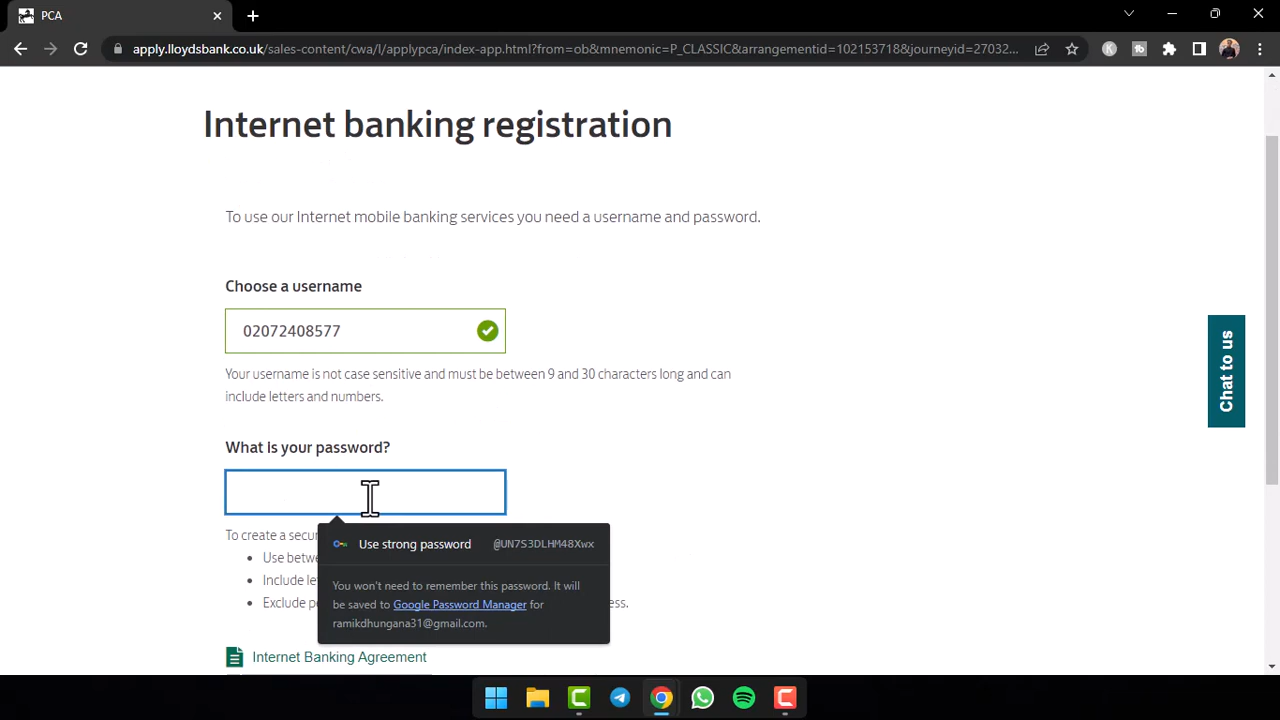 PCA
apply.lloydsbank.co.uk/sales-content/cwa/l/applypca/index-app.html?from=ob&mnemonic=P_CLASSIC&arrangementid=102153718&journeyid=27032...
Internet banking registration
To use our Internet mobile banking services you need a username and password.
Choose a username
02072408577
Your username is not case sensitive and must be between 9 and 30 characters long and can
include letters and numbers.
Chat to us
What is your password?
To create a secu
Use betwe
Include le
Exclude pe ess.
Use strong password @UN7S3DLHM48Xwx
You won't need to remember this password. It will
be saved to Google Password Manager for
ramikdhungana31@gmail.com.
Internet Banking Agreement